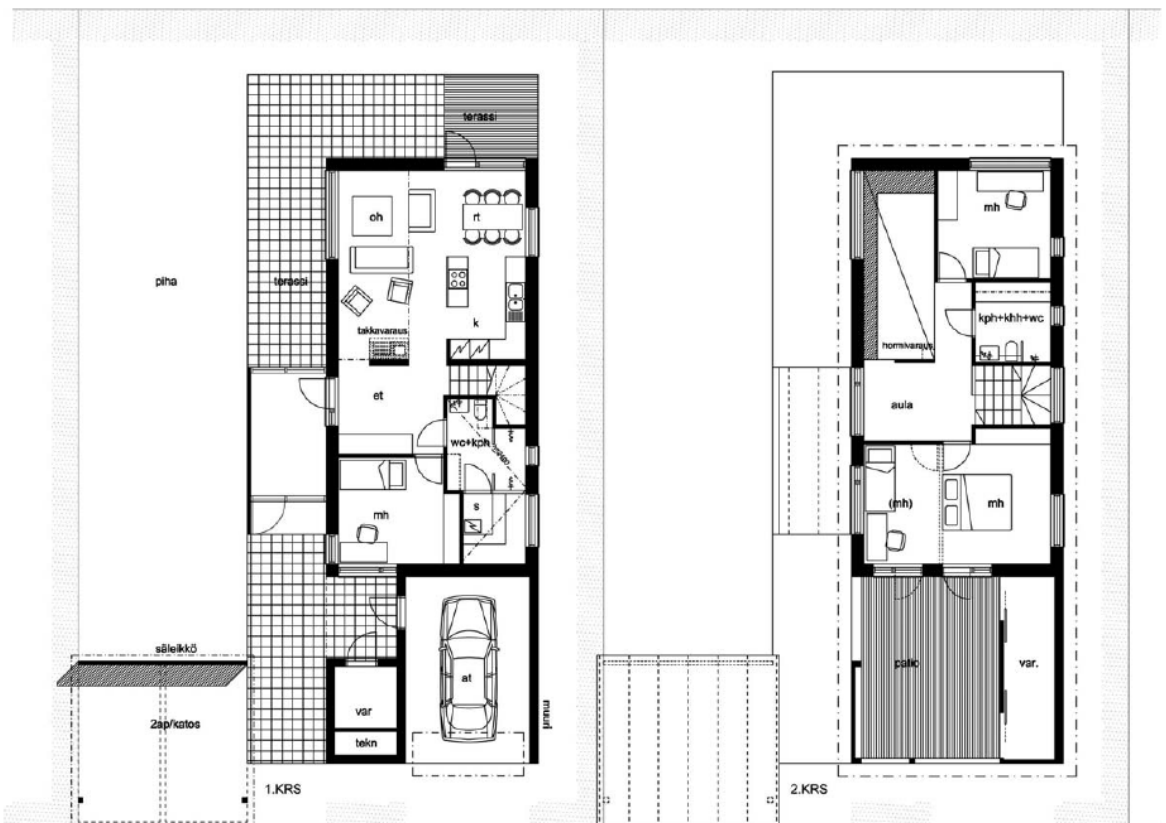 terassi
oh
rt
piha
terassi
takkavaraus
k
et
wc+kph
mh
s
säleikkö
2ap/katos
var
tekn
at
muuri
1.KRS
mh
kph+khh+wc
hormivaraus
aula
(mh)
mh
patio
var.
2.KRS